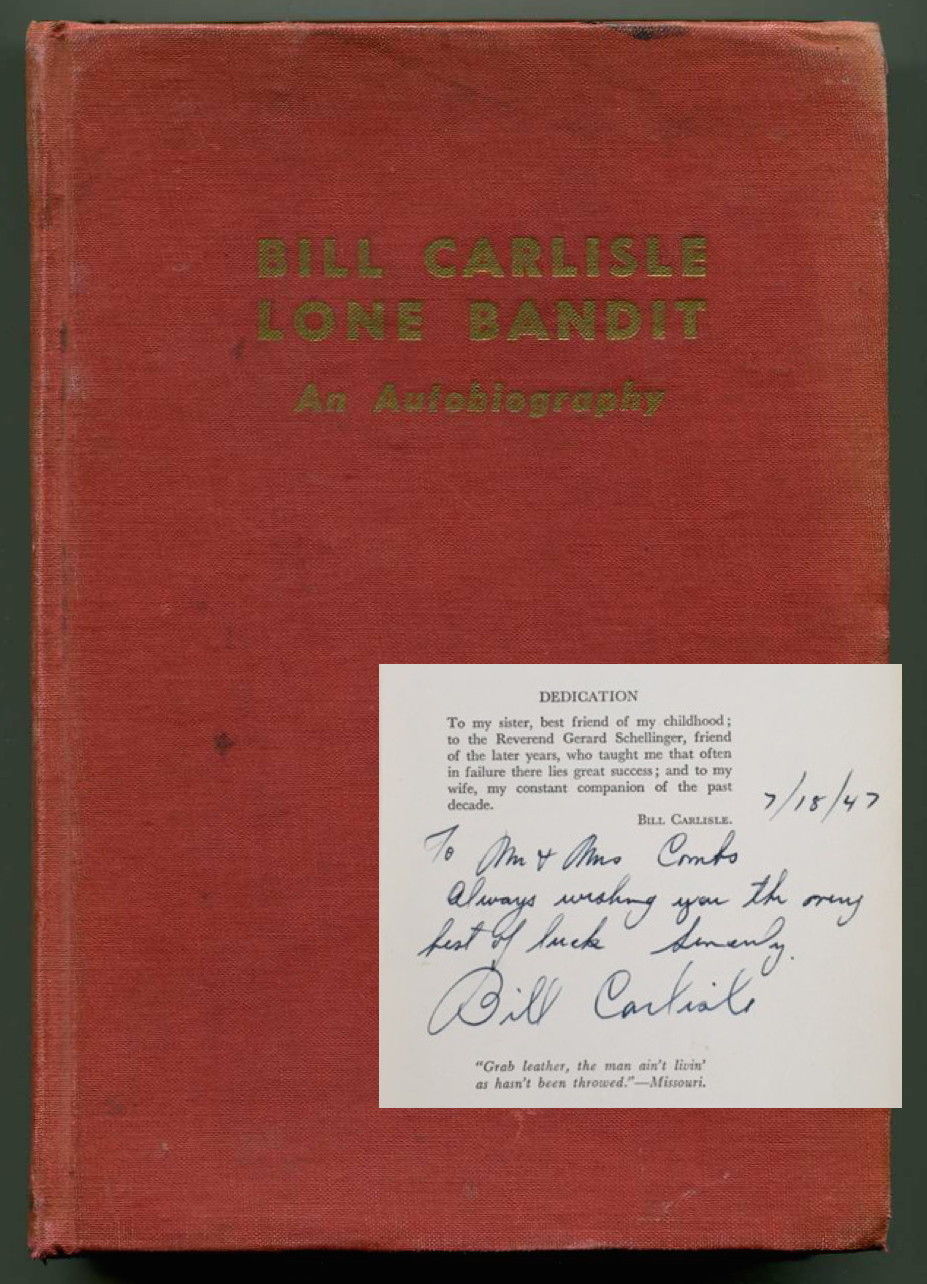 BILL CARLISLE
LONE BANDIT
An Autobiography
DEDICATION
To my sister, best friend of my childhood;
to the Reverend Gerard Schellinger, friend
of the later years, who taught me that often
in failure there lies great success; and to my
wife, my constant companion of the past
decade.
BILL CARLISLE.
7/18/47
To Mr & Mrs Combs
Always wishing you the very
best of luck Sincerely.
Bill Carlisle
"Grab leather, the man ain't livin'
as hasn't been throwed."—Missouri.